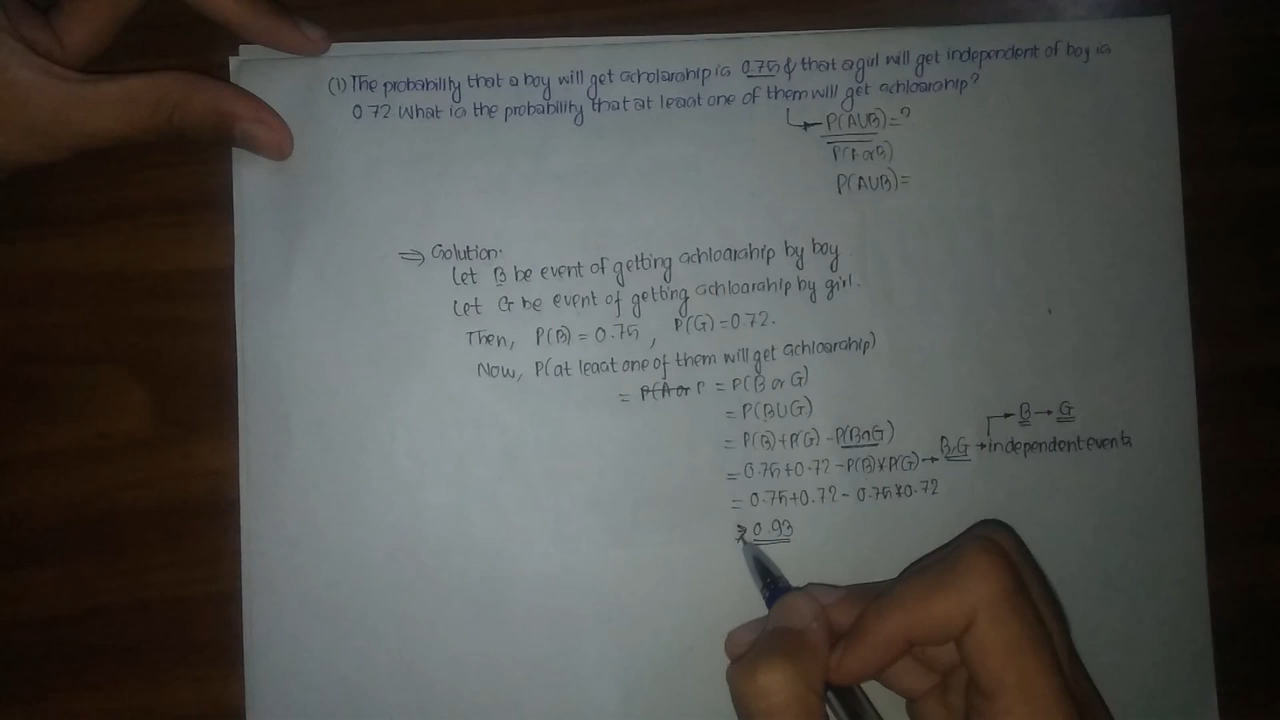 (1) The probability that a boy will get scholarship is 0.75 & that a girl will get independent of boy is
0.72 What is the probability that at least one of them will get schloarship?
P(A∪B)=?
P(A or B)
P(A∪B)=
⇒ Solution:
Let B be event of getting schloarship by boy
Let G be event of getting schloarship by girl.
Then, P(B) = 0.75, P(G)=0.72.
Now, P(at least one of them will get schloarship)
= P(A or P = P(B or G)
= P(B∪G)
= P(B)+P(G) - P(B∩G)
B → G
= 0.75+0.72 - P(B)×P(G) → B,G → independent events
= 0.75+0.72 - 0.75×0.72
0.93